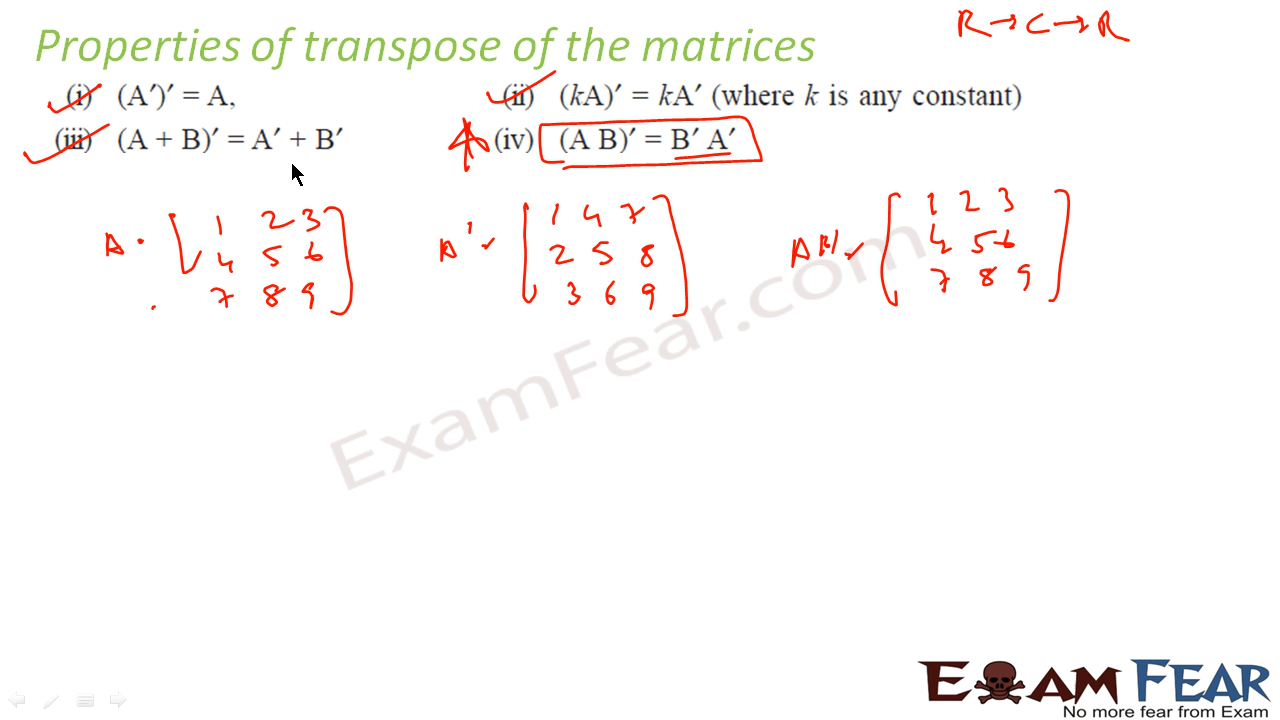 Properties of transpose of the matrices
R → C → R
(i) (A′)′ = A,
(ii) (kA)′ = kA′ (where k is any constant)
(iii) (A + B)′ = A′ + B′
(iv) (A B)′ = B′ A′
1 2 3
A 4 5 6
7 8 9
1 4 7
A' 2 5 8
3 6 9
1 2 3
A 4 5 6
7 8 9
ExamFear.com
EXAM FEAR
No more fear from Exam